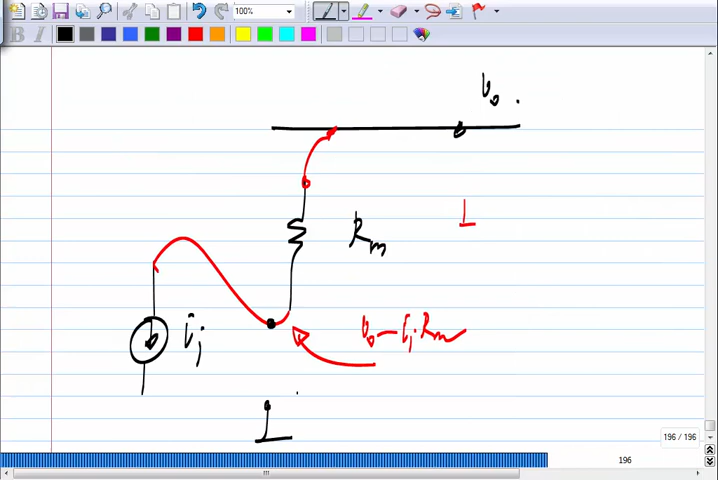 100%
B I
v₀.
Rₘ
iⱼ
v₀ - iⱼ Rₘ
196 / 196
196